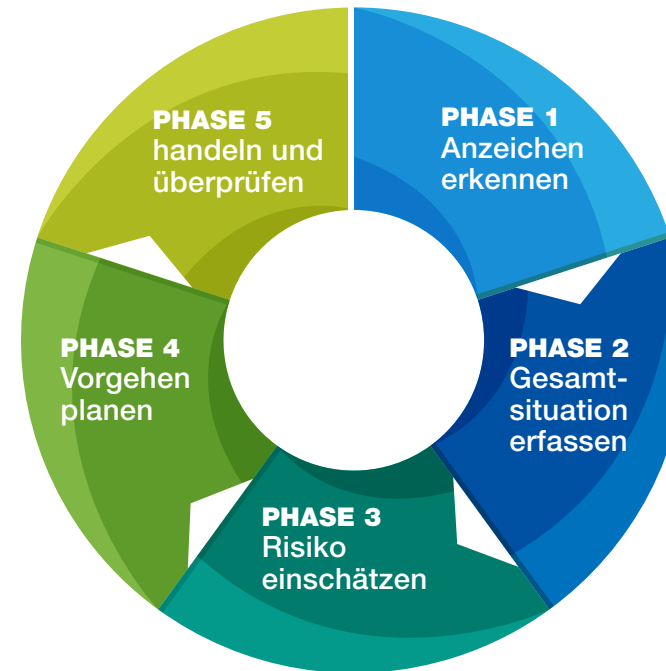 PHASE 1
Anzeichen
erkennen
PHASE 2
Gesamt-
situation
erfassen
PHASE 3
Risiko
einschätzen
PHASE 4
Vorgehen
planen
PHASE 5
handeln und
überprüfen